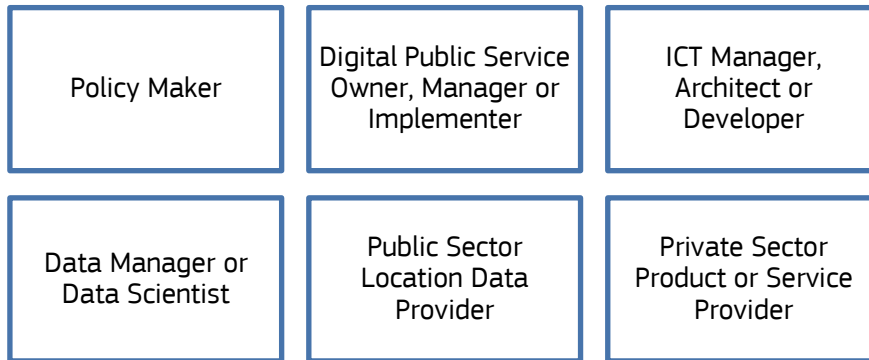 Policy Maker
Digital Public Service
Owner, Manager or
Implementer
ICT Manager,
Architect or
Developer
Data Manager or
Data Scientist
Public Sector
Location Data
Provider
Private Sector
Product or Service
Provider